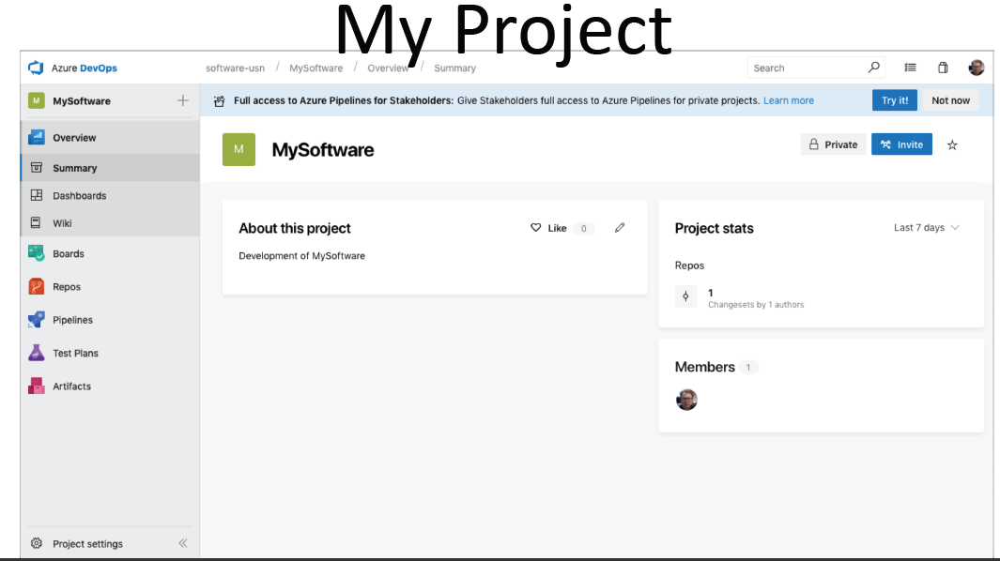 My Project
Azure DevOps
software-usn / MySoftware / Overview / Summary
Search
M MySoftware
Full access to Azure Pipelines for Stakeholders: Give Stakeholders full access to Azure Pipelines for private projects. Learn more
Try it! Not now
Overview
Summary
Dashboards
Wiki
Boards
Repos
Pipelines
Test Plans
Artifacts
Project settings
M MySoftware
Private Invite
About this project
Like 0
Development of MySoftware
Project stats
Last 7 days
Repos
1
Changesets by 1 authors
Members 1